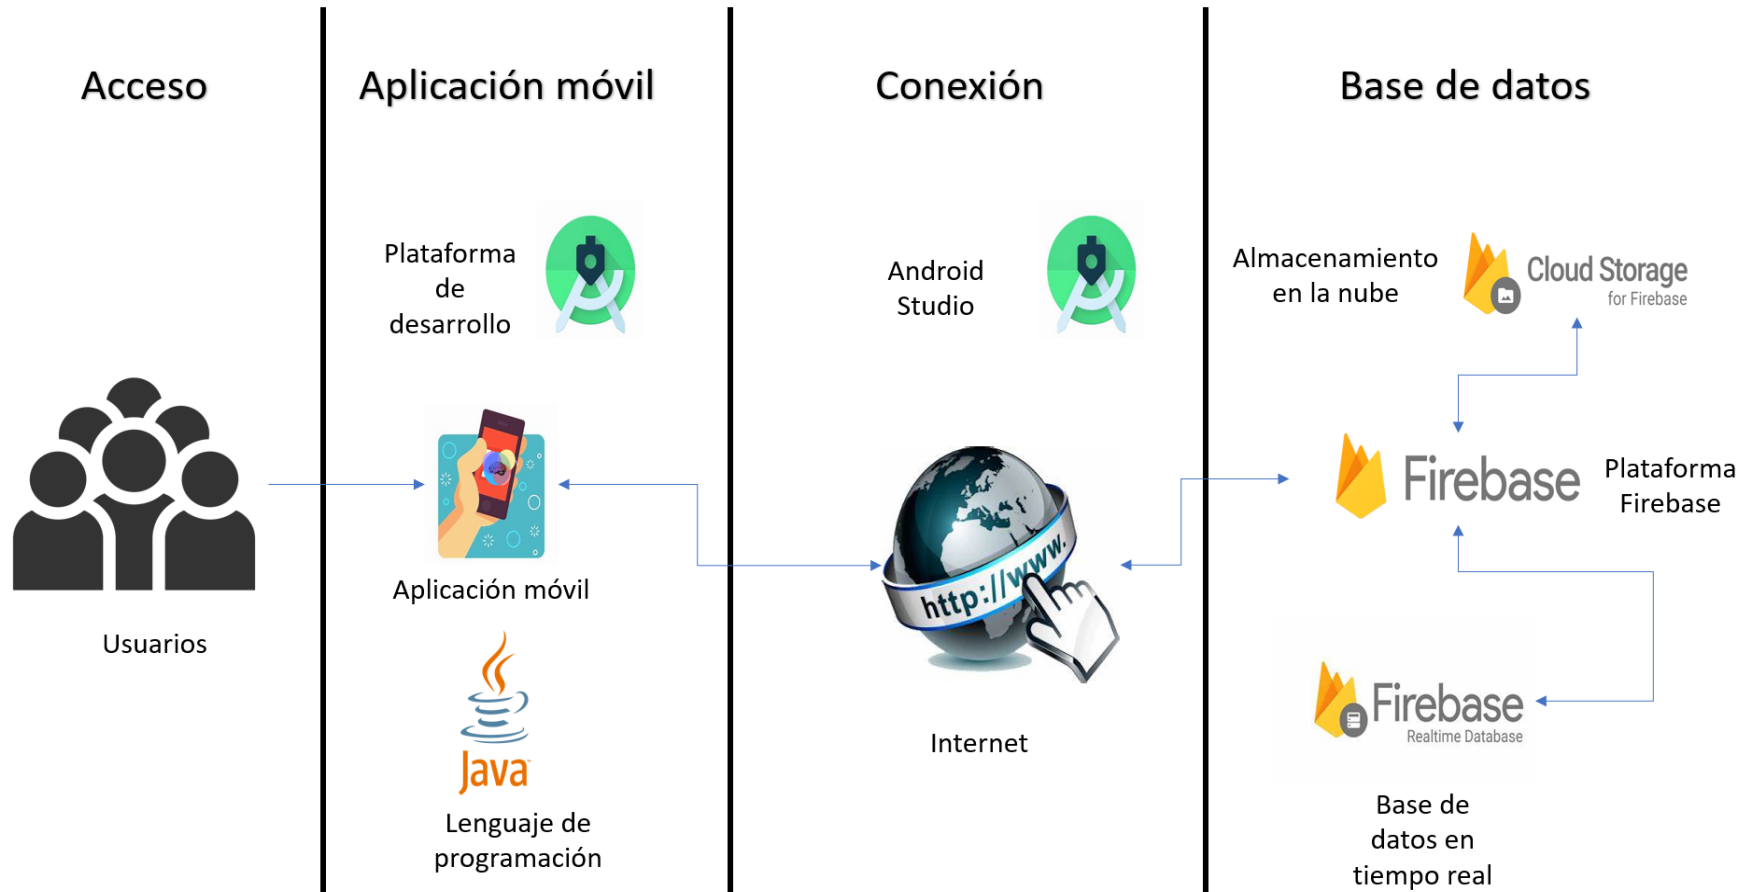 Acceso
Aplicación móvil
Conexión
Base de datos
Plataforma
de
desarrollo
Android
Studio
Almacenamiento
en la nube
Cloud Storage
for Firebase
Firebase
Plataforma
Firebase
http://www.
Aplicación móvil
Usuarios
Java
Lenguaje de
programación
Internet
Firebase
Realtime Database
Base de
datos en
tiempo real